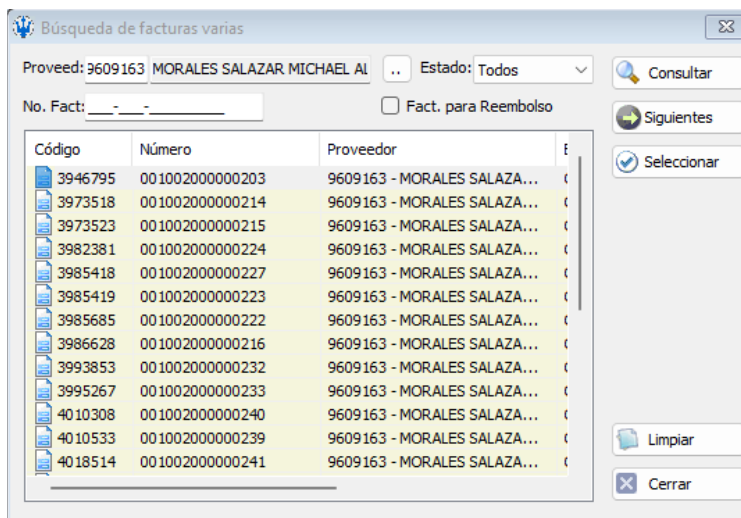 Búsqueda de facturas varias
Proveed: 9609163 MORALES SALAZAR MICHAEL AL .. Estado: Todos
Consultar
No. Fact: ___-___-_________ Fact. para Reembolso
Siguientes
Código Número Proveedor
Seleccionar
3946795 001002000000203 9609163 - MORALES SALAZA...
3973518 001002000000214 9609163 - MORALES SALAZA...
3973523 001002000000215 9609163 - MORALES SALAZA...
3982381 001002000000224 9609163 - MORALES SALAZA...
3985418 001002000000227 9609163 - MORALES SALAZA...
3985419 001002000000223 9609163 - MORALES SALAZA...
3985685 001002000000222 9609163 - MORALES SALAZA...
3986628 001002000000216 9609163 - MORALES SALAZA...
3993853 001002000000232 9609163 - MORALES SALAZA...
3995267 001002000000233 9609163 - MORALES SALAZA...
4010308 001002000000240 9609163 - MORALES SALAZA...
4010533 001002000000239 9609163 - MORALES SALAZA...
4018514 001002000000241 9609163 - MORALES SALAZA...
Limpiar
Cerrar